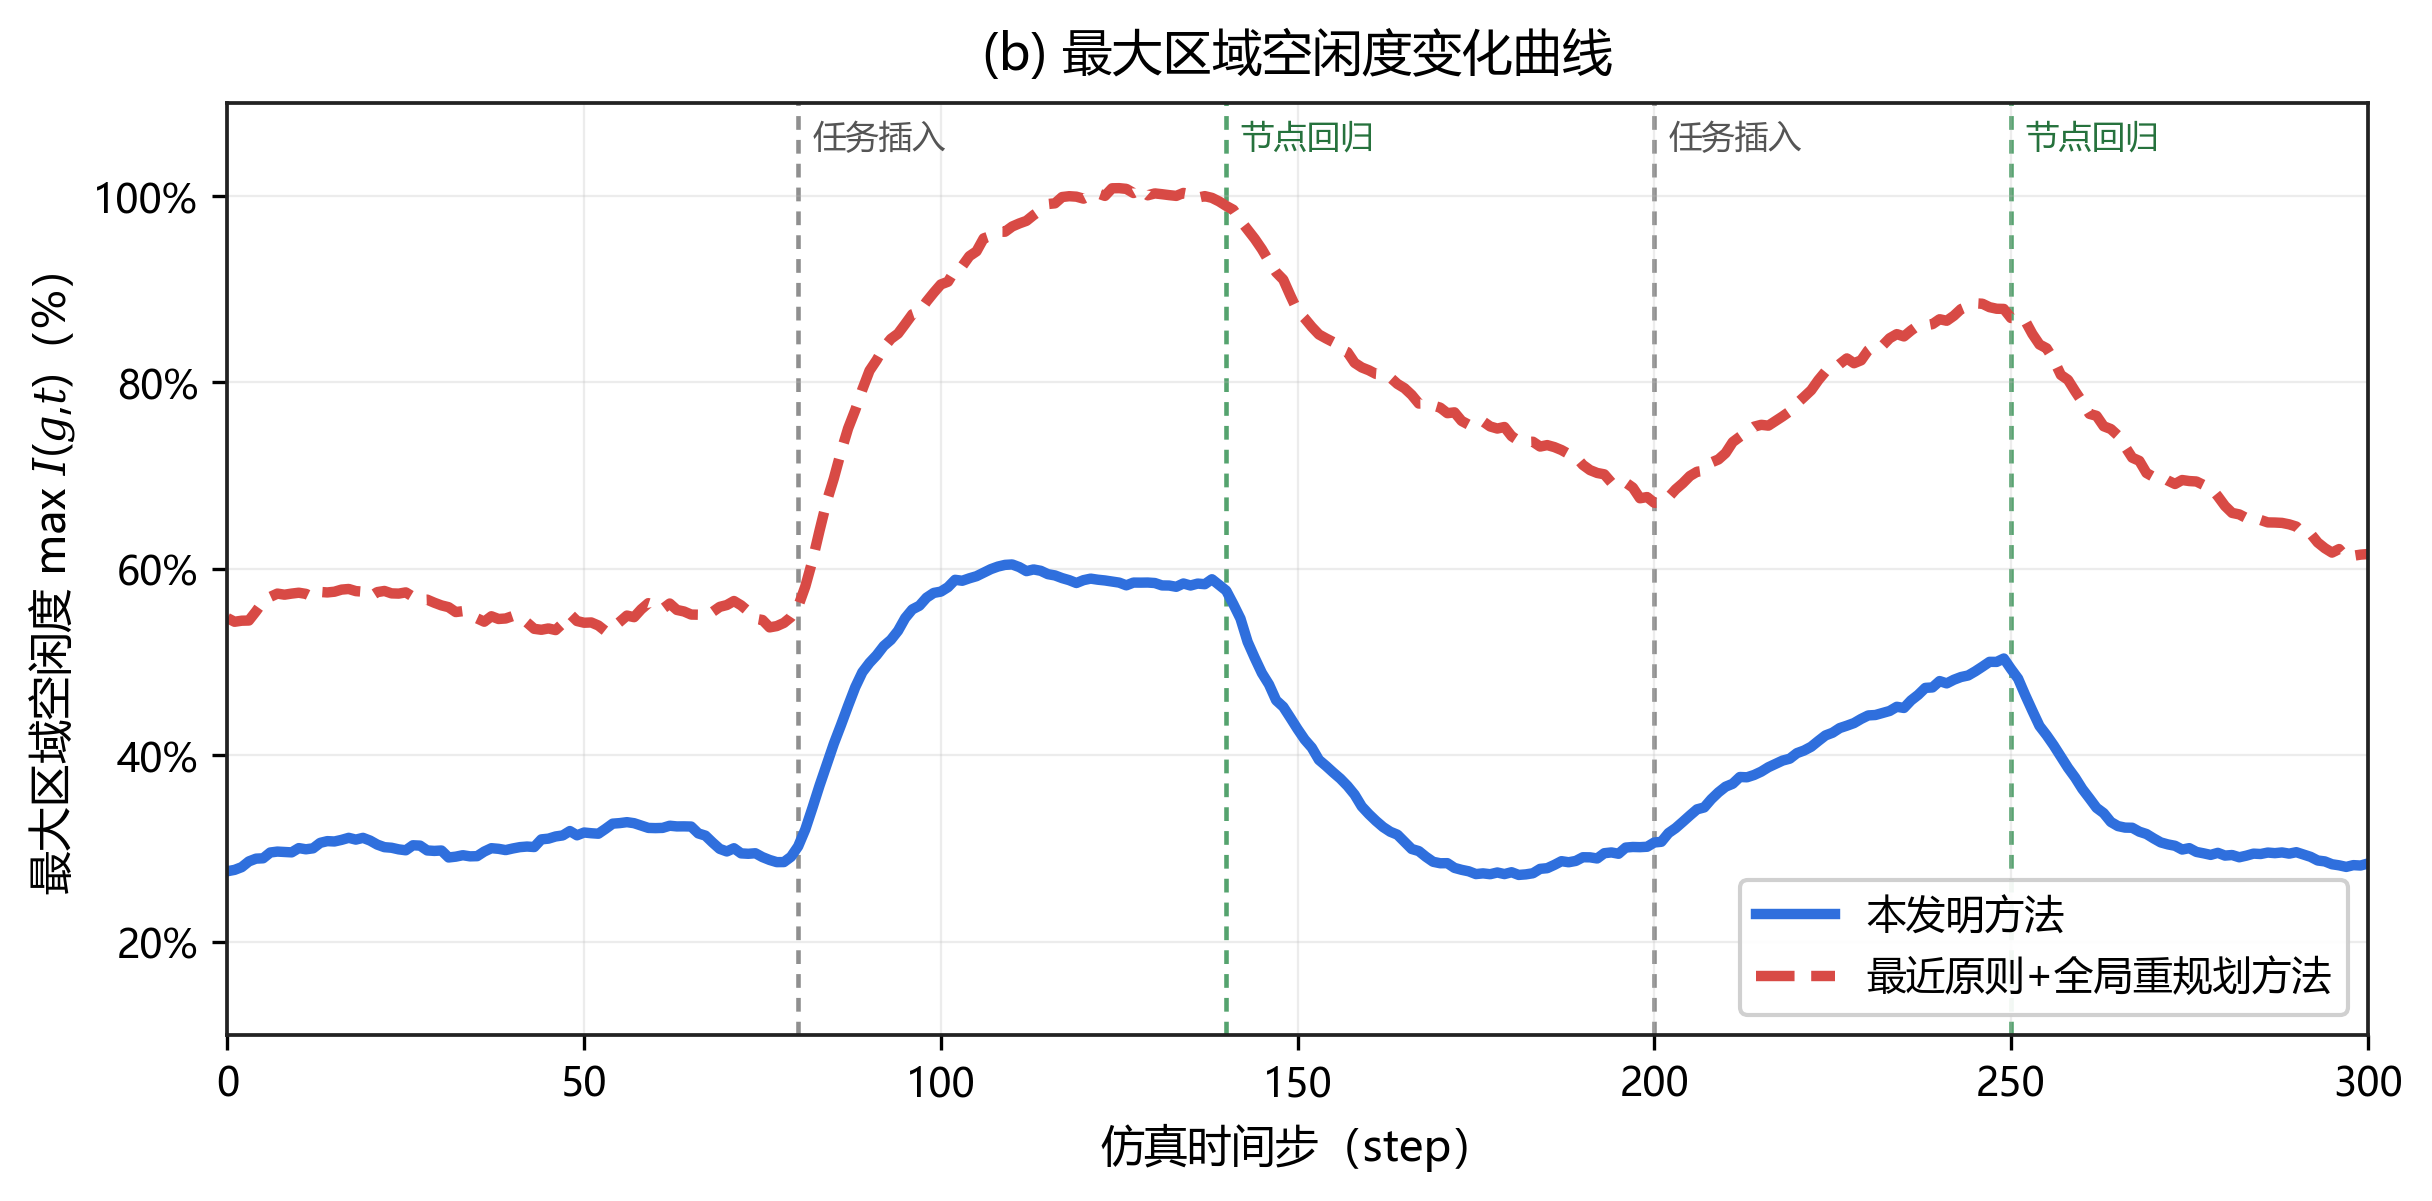 (b) 最大区域空闲度变化曲线
任务插入
节点回归
任务插入
节点回归
最大区域空闲度 max I(g,t)（%）
100%
80%
60%
40%
20%
本发明方法
最近原则+全局重规划方法
0
50
100
150
200
250
300
仿真时间步（step）